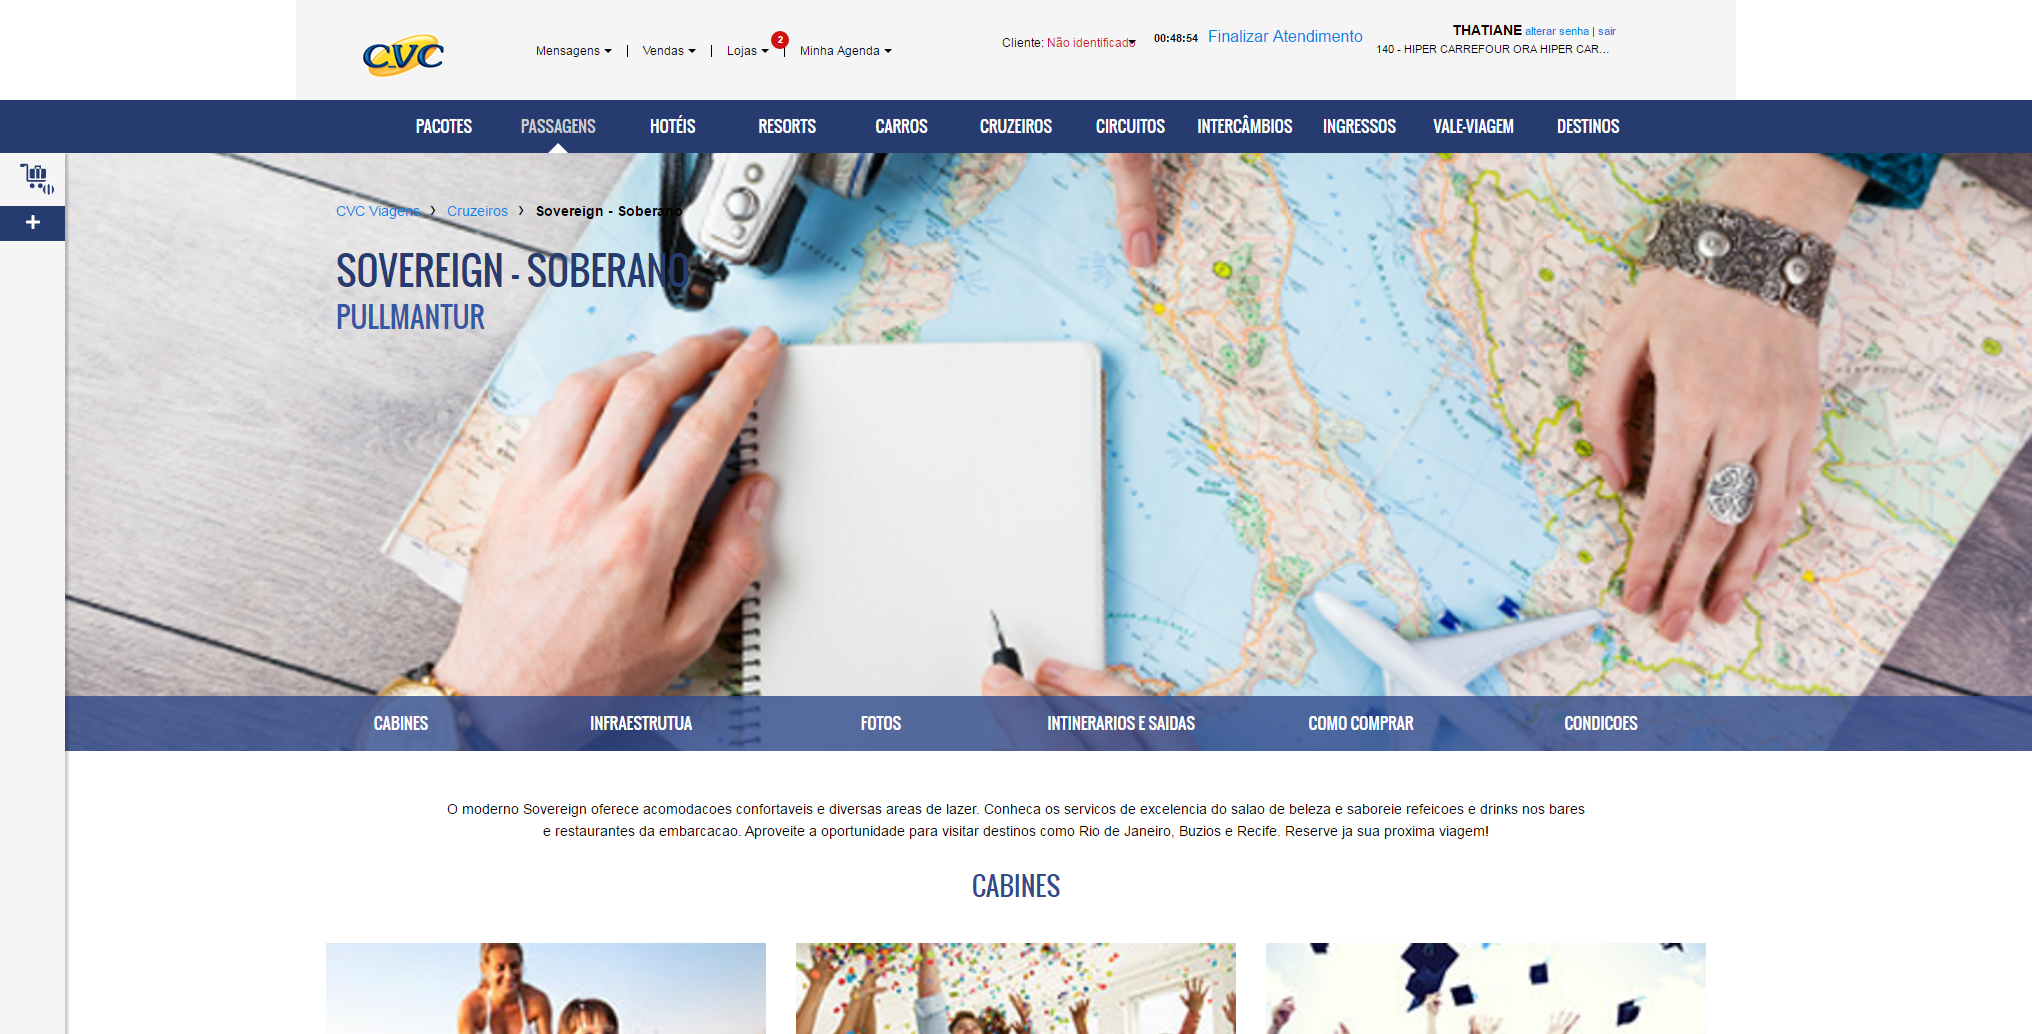 CVC
Mensagens | Vendas | Lojas 2 | Minha Agenda
Cliente: Não identificado 00:48:54 Finalizar Atendimento
THATIANE alterar senha | sair
140 - HIPER CARREFOUR ORA HIPER CAR...
PACOTES PASSAGENS HOTÉIS RESORTS CARROS CRUZEIROS CIRCUITOS INTERCÂMBIOS INGRESSOS VALE-VIAGEM DESTINOS
CVC Viagens › Cruzeiros › Sovereign - Soberano
SOVEREIGN - SOBERANO
PULLMANTUR
CABINES INFRAESTRUTUA FOTOS INTINERARIOS E SAIDAS COMO COMPRAR CONDICOES
O moderno Sovereign oferece acomodacoes confortaveis e diversas areas de lazer. Conheca os servicos de excelencia do salao de beleza e saboreie refeicoes e drinks nos bares
e restaurantes da embarcacao. Aproveite a oportunidade para visitar destinos como Rio de Janeiro, Buzios e Recife. Reserve ja sua proxima viagem!
CABINES